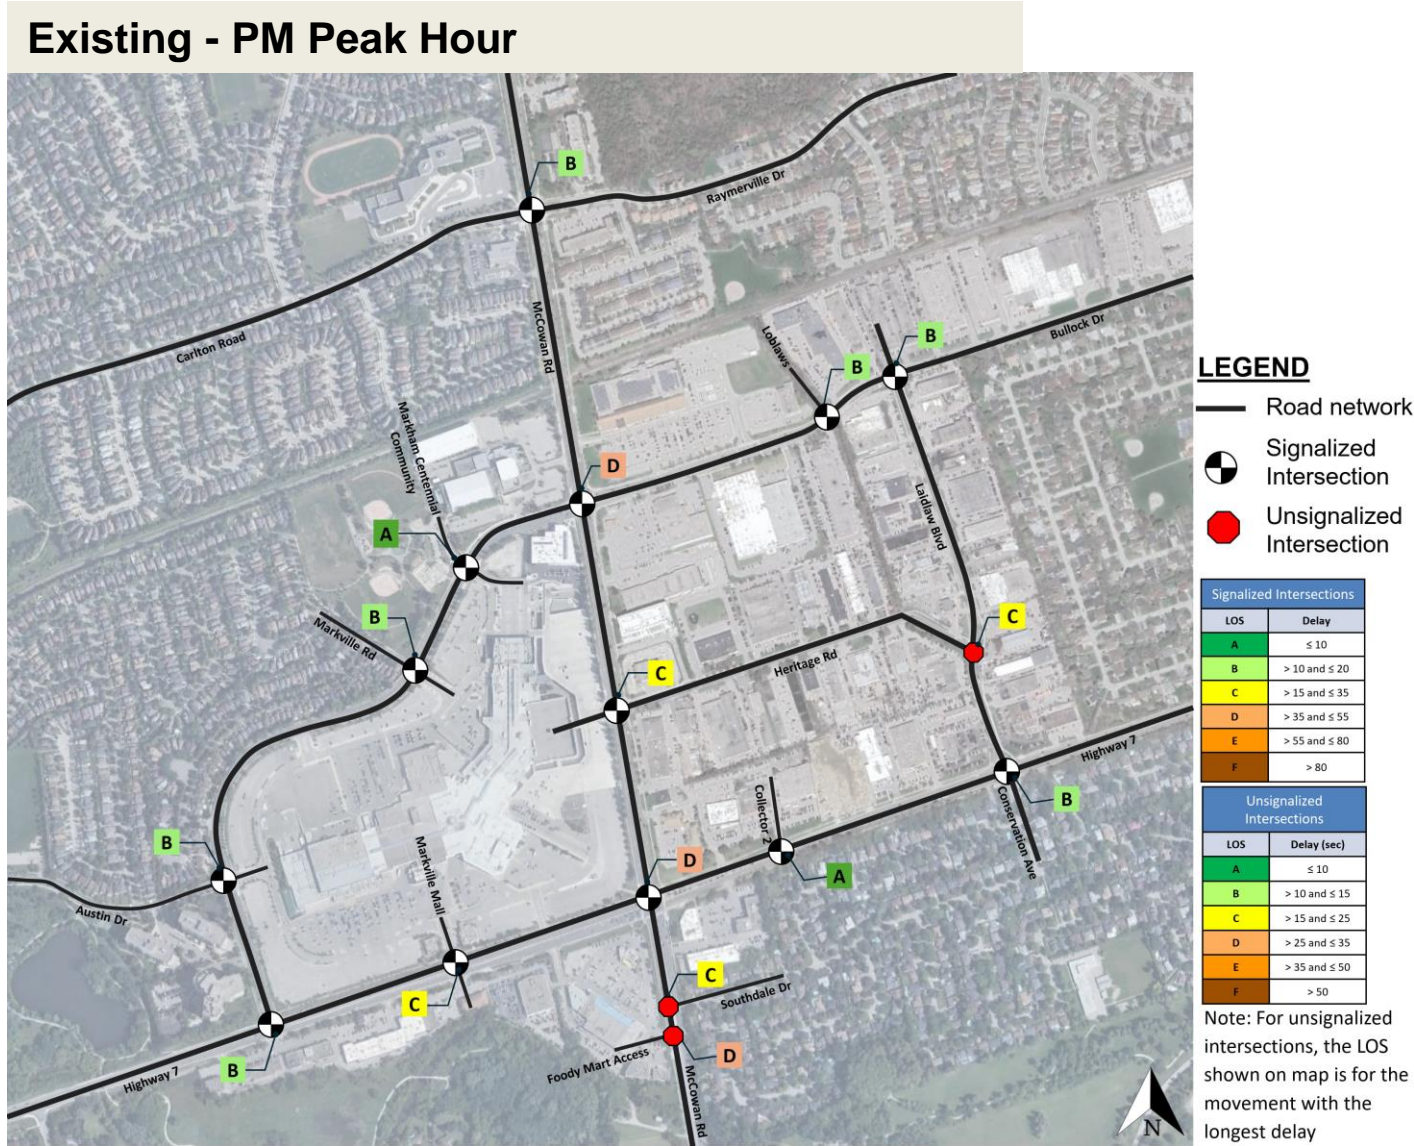 Existing - PM Peak Hour
B
Raymerville Dr
McCowan Rd
Carlton Road
Bullock Dr
Loblaws
B
B
Markham Centennial
Community
D
A
Laidlaw Blvd
B
Markville Rd
C
C
Heritage Rd
Highway 7
Collector 2
B
Conservation Ave
B
Markville Mall
D
A
Austin Dr
C
C
Southdale Dr
D
Foody Mart Access
B
Highway 7
McCowan Rd
N
LEGEND
Road network
Signalized
Intersection
Unsignalized
Intersection
Signalized Intersections
LOS Delay
A ≤ 10
B > 10 and ≤ 20
C > 15 and ≤ 35
D > 35 and ≤ 55
E > 55 and ≤ 80
F > 80
Unsignalized
Intersections
LOS Delay (sec)
A ≤ 10
B > 10 and ≤ 15
C > 15 and ≤ 25
D > 25 and ≤ 35
E > 35 and ≤ 50
F > 50
Note: For unsignalized
intersections, the LOS
shown on map is for the
movement with the
longest delay